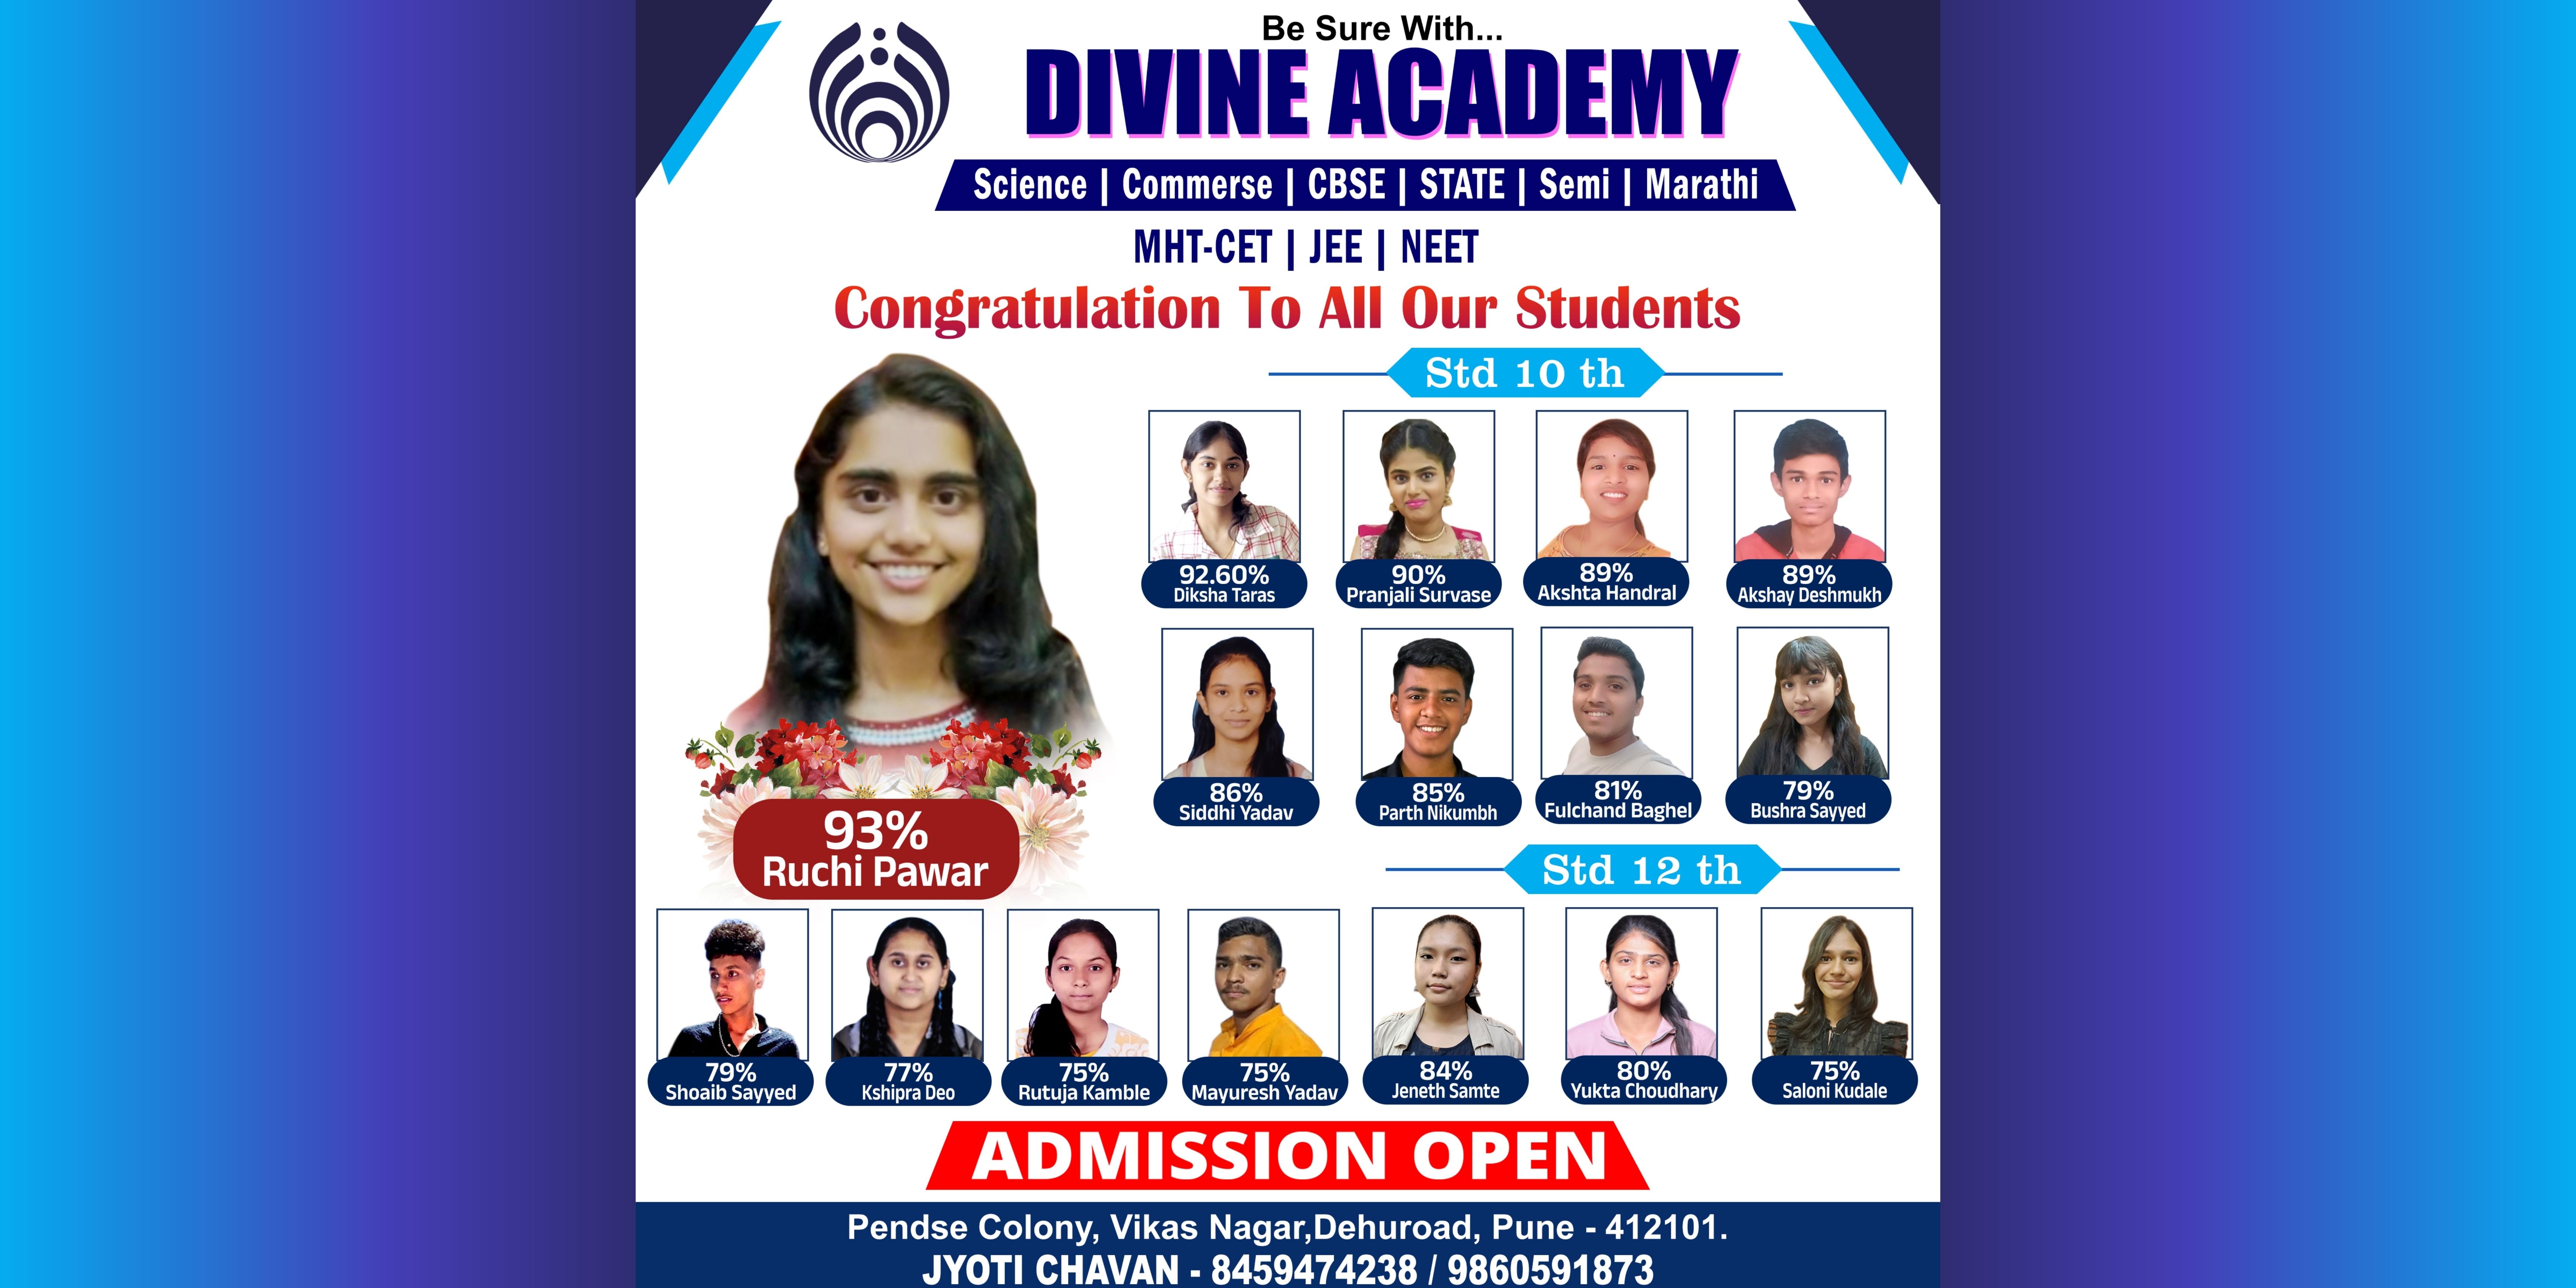 Be Sure With...
DIVINE ACADEMY
Science | Commerse | CBSE | STATE | Semi | Marathi
MHT-CET | JEE | NEET
Congratulation To All Our Students
Std 10 th
92.60%
Diksha Taras
90%
Pranjali Survase
89%
Akshta Handral
89%
Akshay Deshmukh
86%
Siddhi Yadav
85%
Parth Nikumbh
81%
Fulchand Baghel
79%
Bushra Sayyed
93%
Ruchi Pawar
Std 12 th
79%
Shoaib Sayyed
77%
Kshipra Deo
75%
Rutuja Kamble
75%
Mayuresh Yadav
84%
Jeneth Samte
80%
Yukta Choudhary
75%
Saloni Kudale
ADMISSION OPEN
Pendse Colony, Vikas Nagar,Dehuroad, Pune - 412101.
JYOTI CHAVAN - 8459474238 / 9860591873